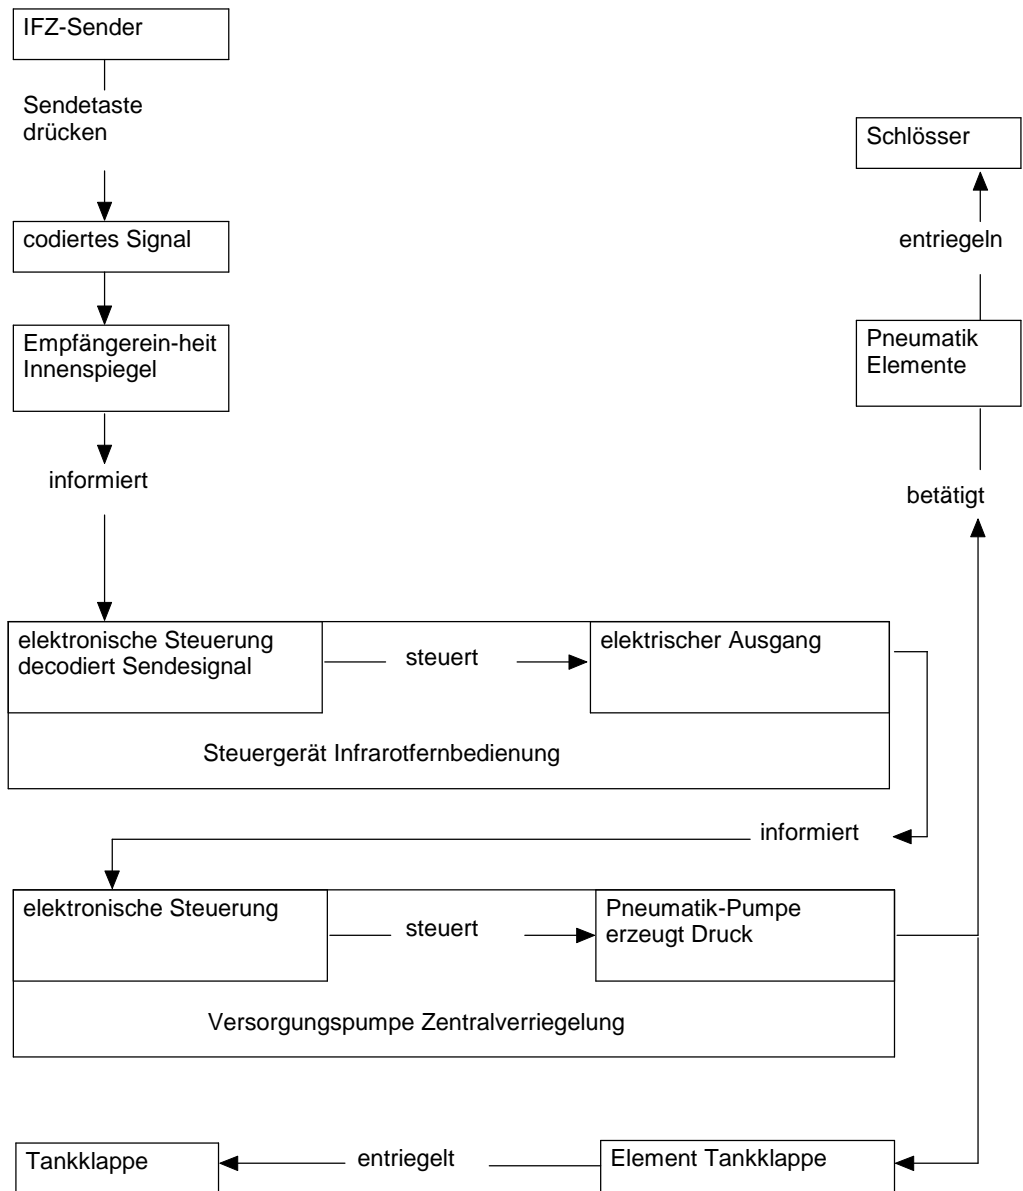 IFZ-Sender
Sendetaste
drücken
Schlösser
codiertes Signal
entriegeln
Empfängerein-heit
Innenspiegel
Pneumatik
Elemente
informiert
betätigt
elektronische Steuerung
decodiert Sendesignal
steuert
elektrischer Ausgang
Steuergerät Infrarotfernbedienung
informiert
elektronische Steuerung
steuert
Pneumatik-Pumpe
erzeugt Druck
Versorgungspumpe Zentralverriegelung
Tankklappe
entriegelt
Element Tankklappe